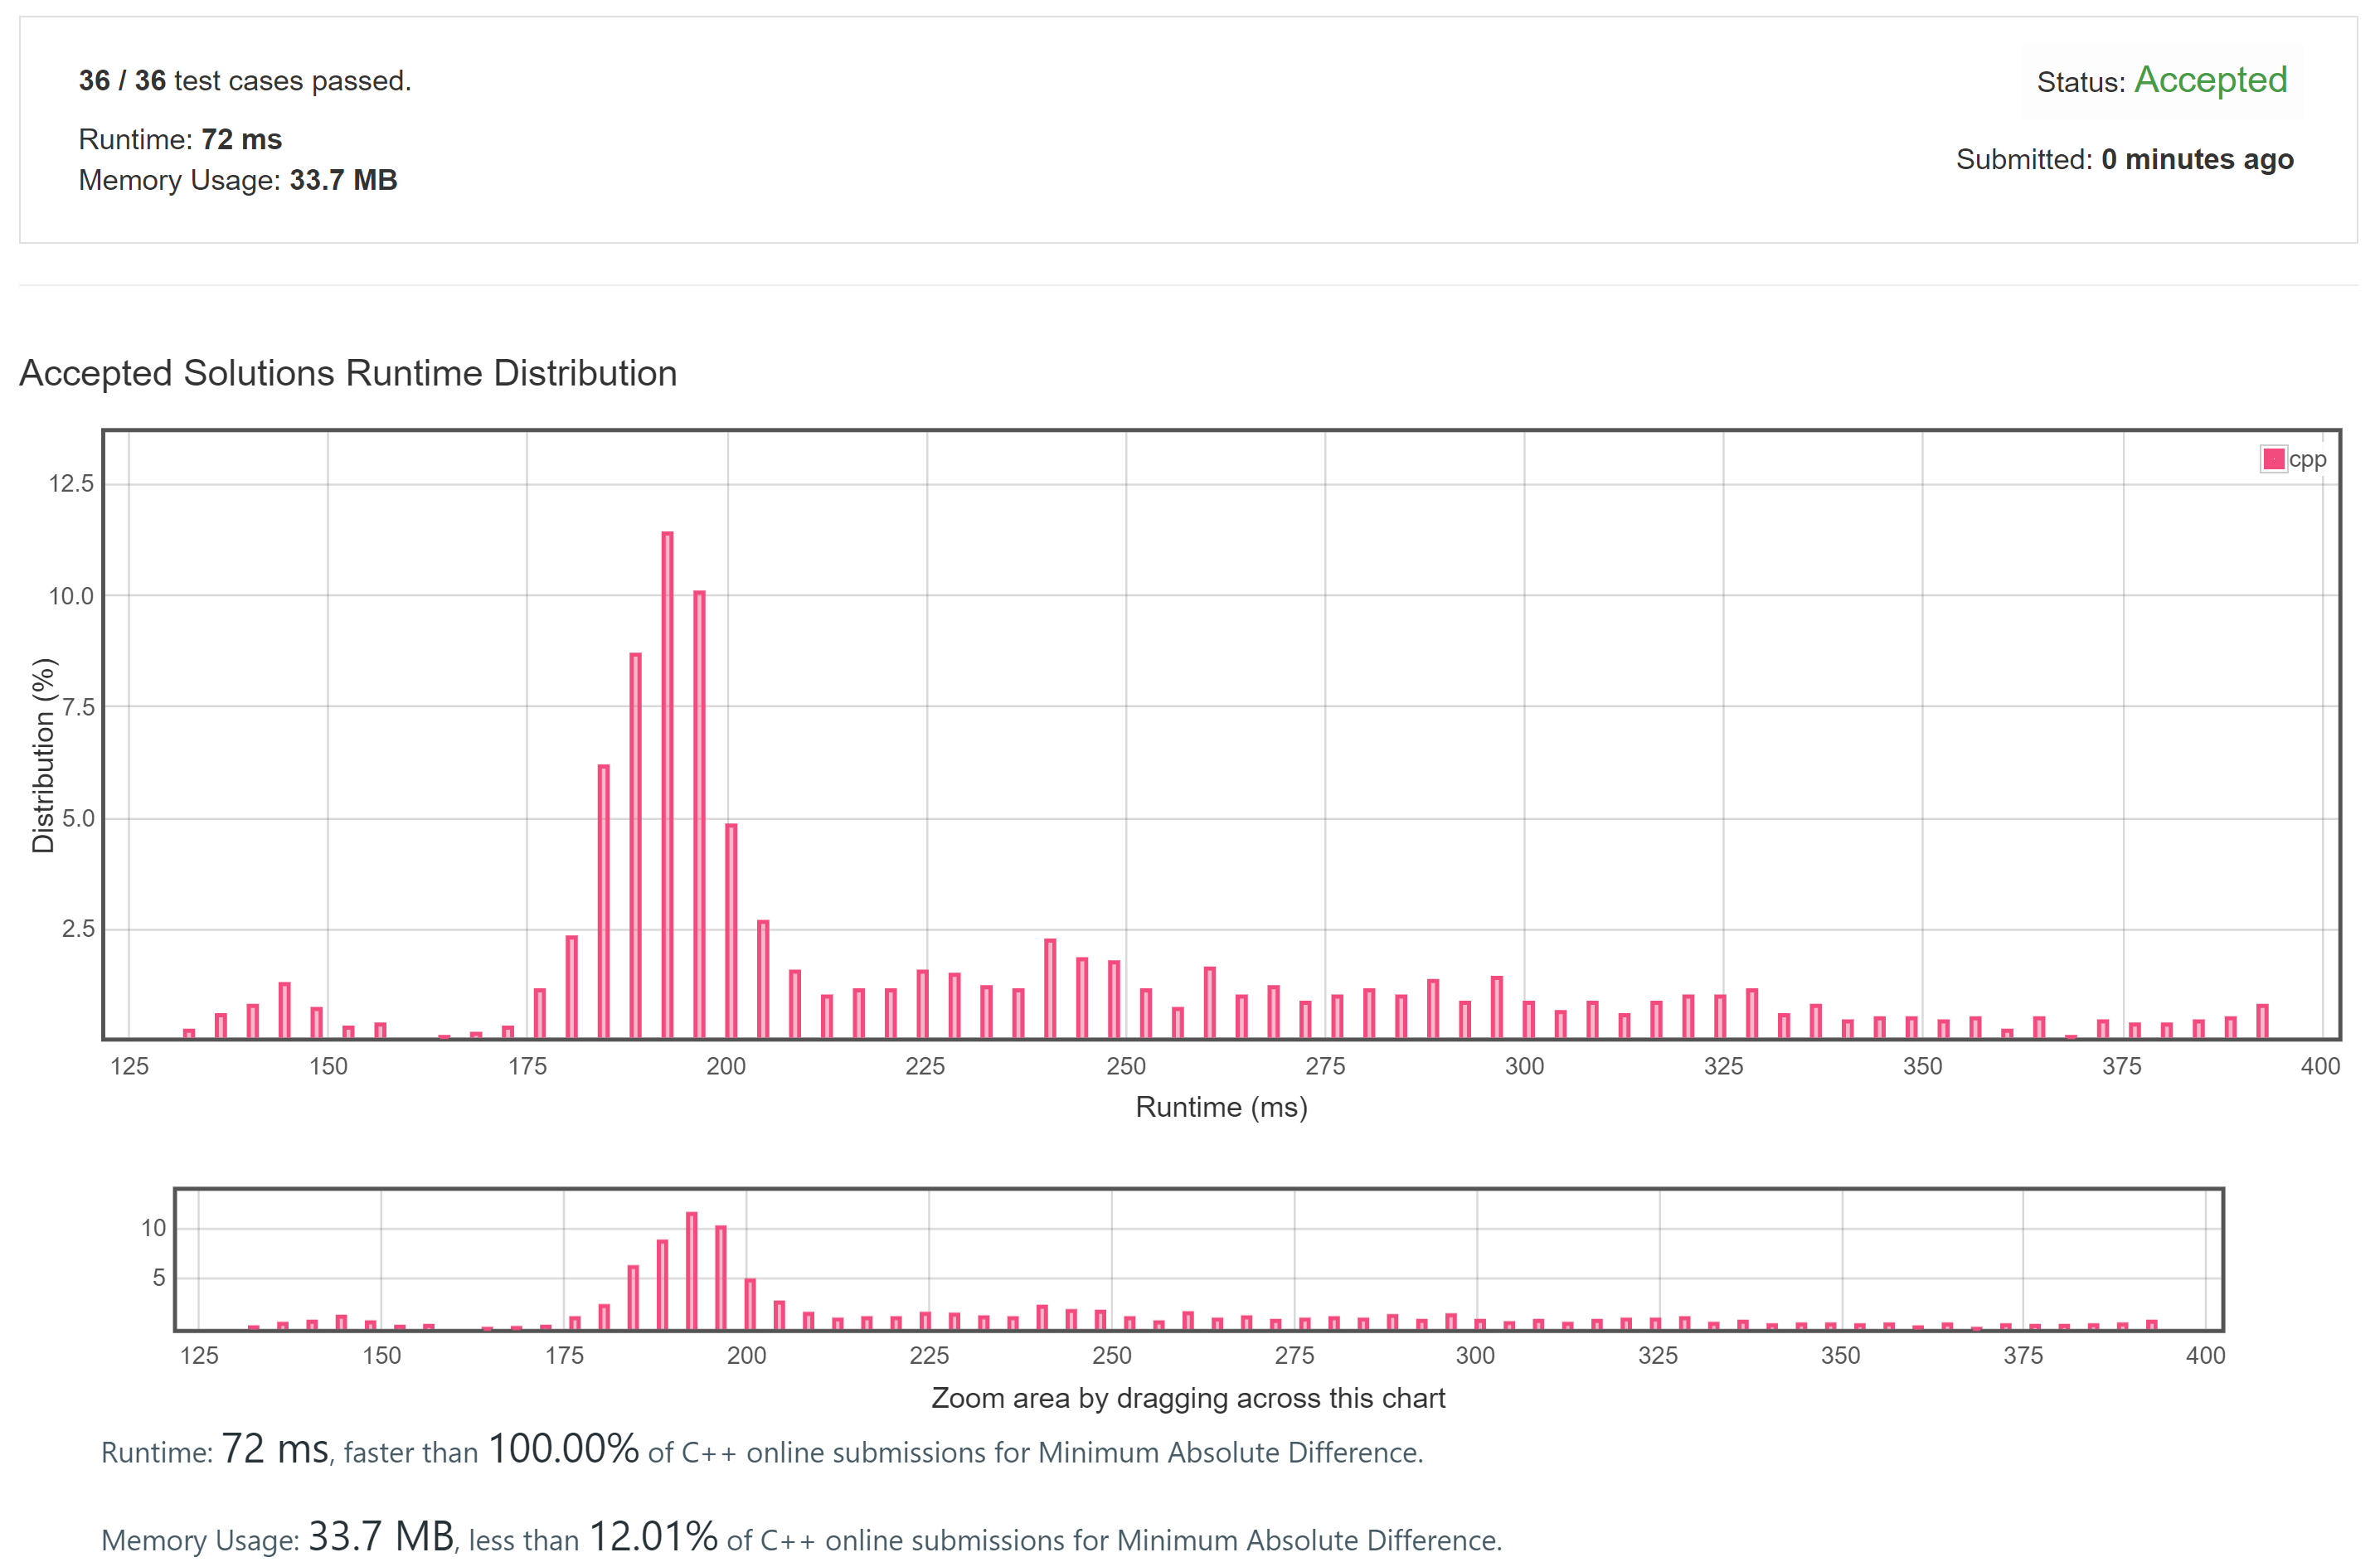 36 / 36 test cases passed.
Status: Accepted
Runtime: 72 ms
Submitted: 0 minutes ago
Memory Usage: 33.7 MB
Accepted Solutions Runtime Distribution
cpp
12.5
10.0
7.5
5.0
2.5
Distribution (%)
125 150 175 200 225 250 275 300 325 350 375 400
Runtime (ms)
10
5
125 150 175 200 225 250 275 300 325 350 375 400
Zoom area by dragging across this chart
Runtime: 72 ms, faster than 100.00% of C++ online submissions for Minimum Absolute Difference.
Memory Usage: 33.7 MB, less than 12.01% of C++ online submissions for Minimum Absolute Difference.